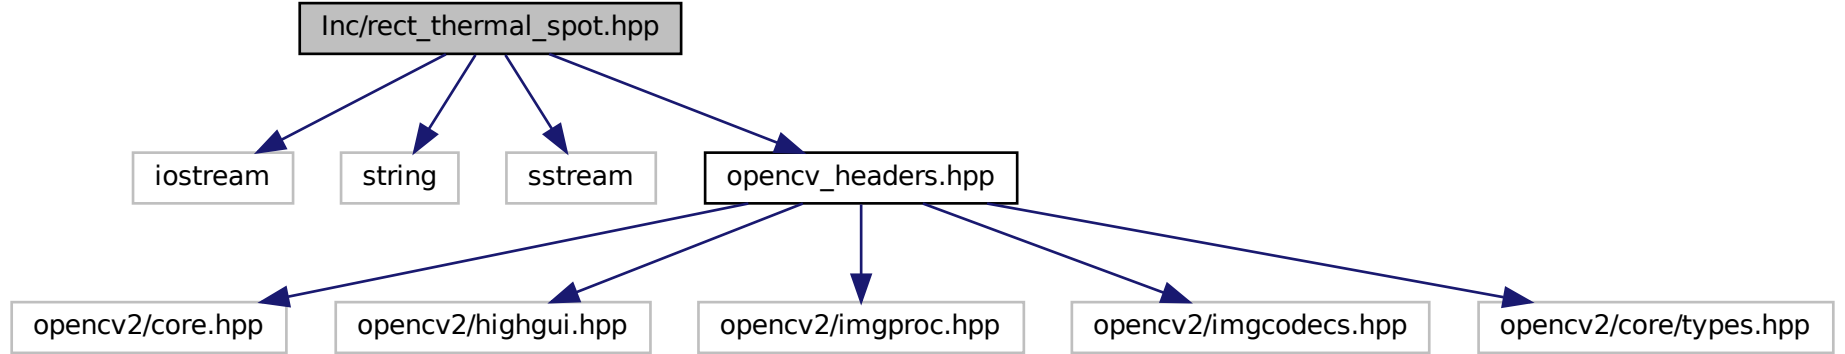 Inc/rect_thermal_spot.hpp
iostream
string
sstream
opencv_headers.hpp
opencv2/core.hpp
opencv2/highgui.hpp
opencv2/imgproc.hpp
opencv2/imgcodecs.hpp
opencv2/core/types.hpp